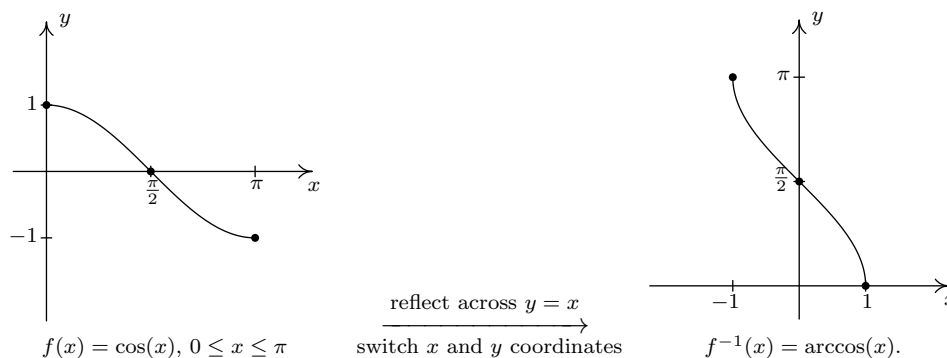 y
1
π/2
π
x
−1
f(x) = cos(x), 0 ≤ x ≤ π
reflect across y = x
switch x and y coordinates
y
π
π/2
−1
1
x
f⁻¹(x) = arccos(x).